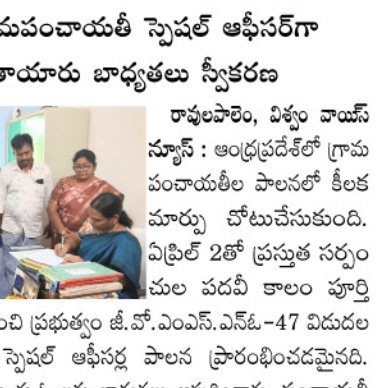 మపంచాయతీ స్పెషల్ ఆఫీసర్‌గా
తాయారు బాధ్యతలు స్వీకరణ
రావులపాలెం, విశ్వం వాయిస్
న్యూస్ : ఆంధ్రప్రదేశ్‌లో గ్రామ
పంచాయతీల పాలనలో కీలక
మార్పు చోటుచేసుకుంది.
ఏప్రిల్ 2తో ప్రస్తుత సర్పం
చుల పదవీ కాలం పూర్తి
ంచి ప్రభుత్వం జీ.వో.ఎంఎస్.ఎన్ఓ-47 విడుదల
స్పెషల్ ఆఫీసర్ల పాలన ప్రారంభించడమైనది.